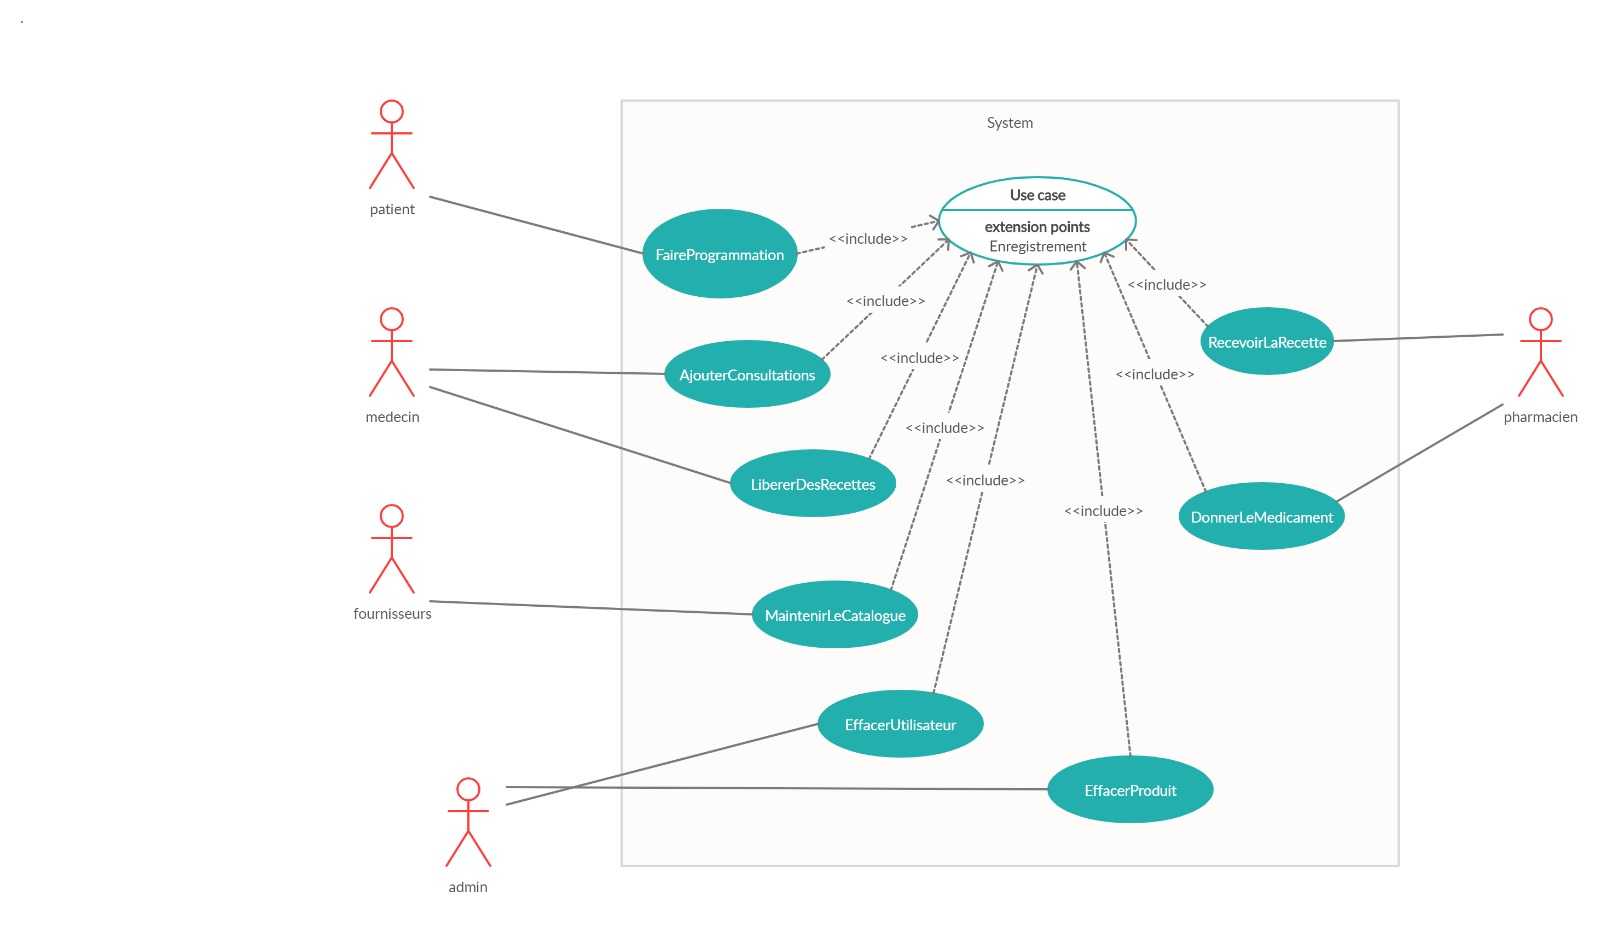 .
System
patient
Use case
extension points
Enregistrement
FaireProgrammation
<<include>>
<<include>>
<<include>>
medecin
AjouterConsultations
<<include>>
<<include>>
RecevoirLaRecette
pharmacien
LibererDesRecettes
<<include>>
<<include>>
<<include>>
DonnerLeMedicament
fournisseurs
MaintenirLeCatalogue
EffacerUtilisateur
EffacerProduit
admin